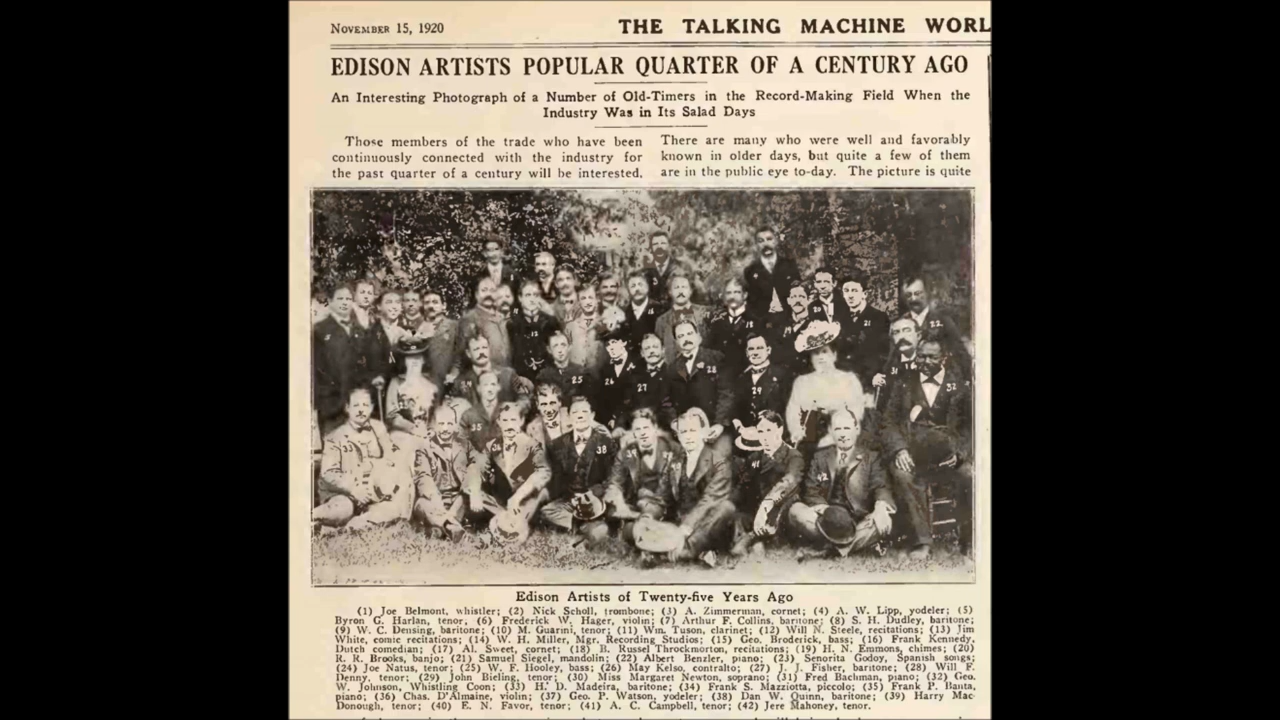 NOVEMBER 15, 1920
THE TALKING MACHINE WORL
EDISON ARTISTS POPULAR QUARTER OF A CENTURY AGO
An Interesting Photograph of a Number of Old-Timers in the Record-Making Field When the
Industry Was in Its Salad Days
Those members of the trade who have been
continuously connected with the industry for
the past quarter of a century will be interested,
There are many who were well and favorably
known in older days, but quite a few of them
are in the public eye to-day. The picture is quite
Edison Artists of Twenty-five Years Ago
(1) Joe Belmont, whistler; (2) Nick Scholl, trombone; (3) A. Zimmerman, cornet; (4) A. W. Lipp, yodeler; (5)
Byron G. Harlan, tenor, (6) Frederick W. Hager, violin; (7) Arthur F. Collins, baritone; (8) S. H. Dudley, baritone;
(9) W. C. Densing, baritone; (10) M. Guarini, tenor; (11) Wm. Tuson, clarinet; (12) Will N. Steele, recitations; (13) Jim
White, comic recitations; (14) W. H. Miller, Mgr. Recording Studios; (15) Geo. Broderick, bass; (16) Frank Kennedy,
Dutch comedian; (17) Al. Sweet, cornet; (18) B. Russel Throckmorton, recitations; (19) H. N. Emmons, chimes; (20)
R. R. Brooks, banjo; (21) Samuel Siegel, mandolin; (22) Albert Benzler, piano; (23) Senorita Godoy, Spanish songs;
(24) Joe Natus, tenor; (25) W. F. Hooley, bass; (26) May Kelso, contralto; (27) J. J. Fisher, baritone; (28) Will F.
Denny, tenor; (29) John Bieling, tenor; (30) Miss Margaret Newton, soprano; (31) Fred Bachman, piano; (32) Geo.
W. Johnson, Whistling Coon; (33) H. D. Madeira, baritone; (34) Frank S. Mazziotta, piccolo; (35) Frank P. Banta,
piano; (36) Chas. D'Almaine, violin; (37) Geo. P. Watson, yodeler; (38) Dan W. Quinn, baritone; (39) Harry Mac-
Donough, tenor; (40) E. N. Favor, tenor; (41) A. C. Campbell, tenor; (42) Jere Mahoney, tenor.